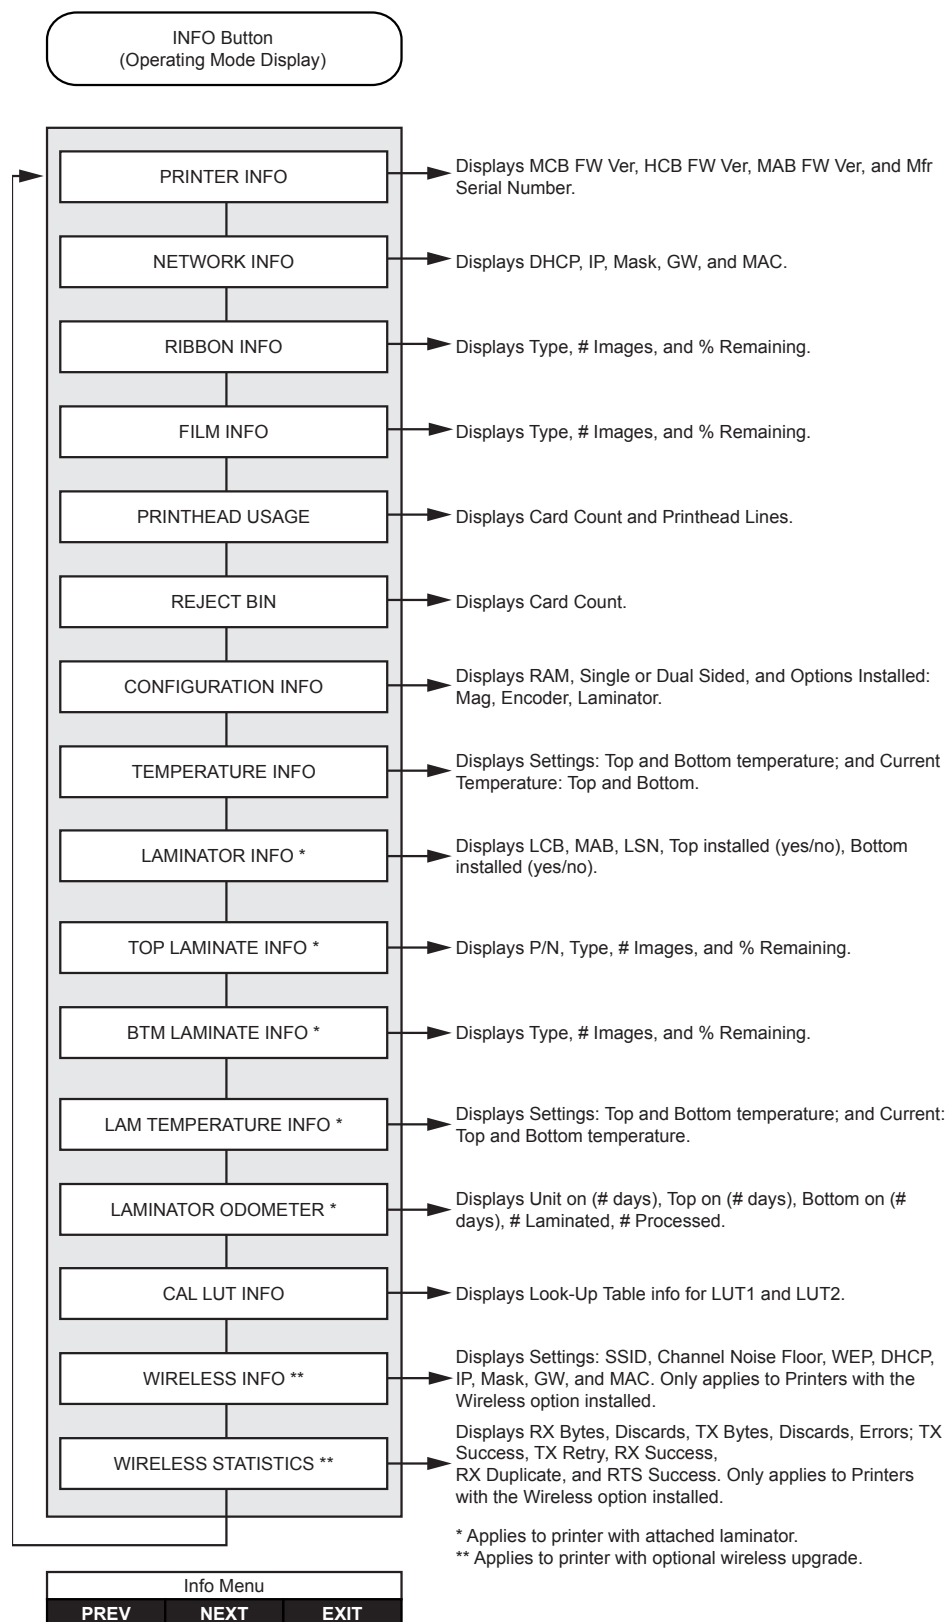 INFO Button
(Operating Mode Display)
PRINTER INFO
Displays MCB FW Ver, HCB FW Ver, MAB FW Ver, and Mfr
Serial Number.
NETWORK INFO
Displays DHCP, IP, Mask, GW, and MAC.
RIBBON INFO
Displays Type, # Images, and % Remaining.
FILM INFO
Displays Type, # Images, and % Remaining.
PRINTHEAD USAGE
Displays Card Count and Printhead Lines.
REJECT BIN
Displays Card Count.
CONFIGURATION INFO
Displays RAM, Single or Dual Sided, and Options Installed:
Mag, Encoder, Laminator.
TEMPERATURE INFO
Displays Settings: Top and Bottom temperature; and Current
Temperature: Top and Bottom.
LAMINATOR INFO *
Displays LCB, MAB, LSN, Top installed (yes/no), Bottom
installed (yes/no).
TOP LAMINATE INFO *
Displays P/N, Type, # Images, and % Remaining.
BTM LAMINATE INFO *
Displays Type, # Images, and % Remaining.
LAM TEMPERATURE INFO *
Displays Settings: Top and Bottom temperature; and Current:
Top and Bottom temperature.
LAMINATOR ODOMETER *
Displays Unit on (# days), Top on (# days), Bottom on (#
days), # Laminated, # Processed.
CAL LUT INFO
Displays Look-Up Table info for LUT1 and LUT2.
WIRELESS INFO **
Displays Settings: SSID, Channel Noise Floor, WEP, DHCP,
IP, Mask, GW, and MAC. Only applies to Printers with the
Wireless option installed.
WIRELESS STATISTICS **
Displays RX Bytes, Discards, TX Bytes, Discards, Errors; TX
Success, TX Retry, RX Success,
RX Duplicate, and RTS Success. Only applies to Printers
with the Wireless option installed.
* Applies to printer with attached laminator.
** Applies to printer with optional wireless upgrade.
Info Menu
PREV NEXT EXIT